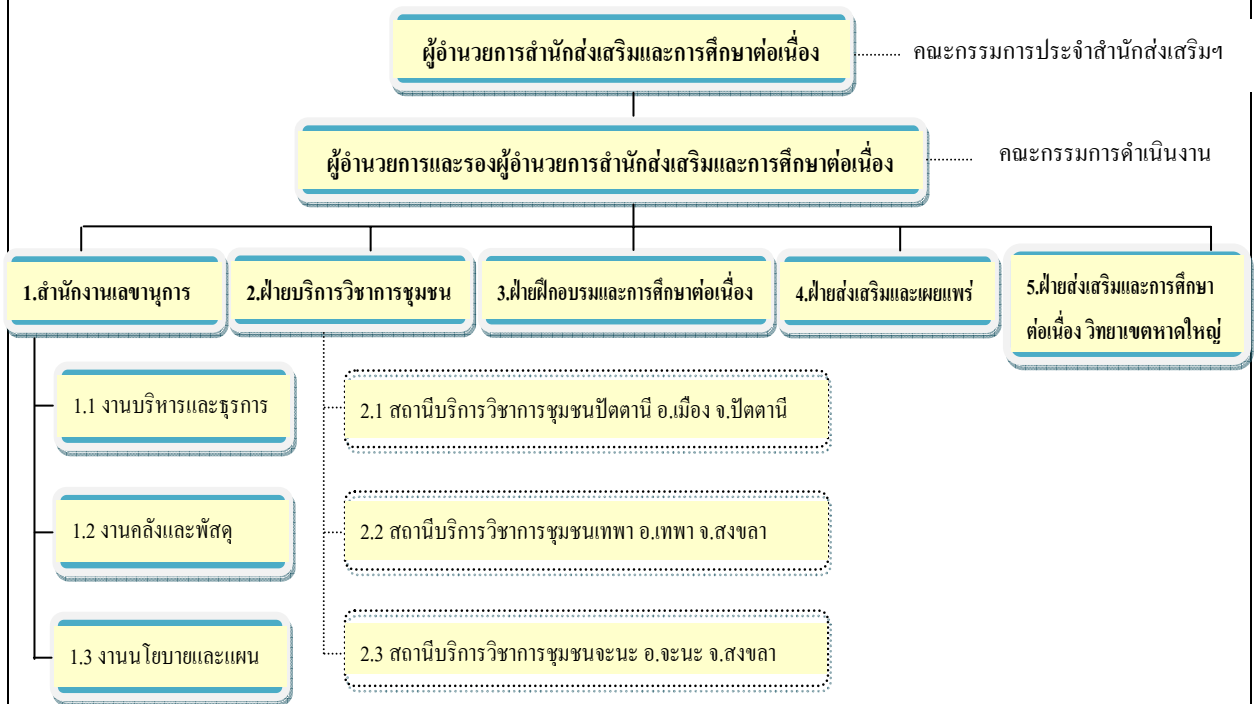 ผู้อำนวยการสำนักส่งเสริมและการศึกษาต่อเนื่อง
คณะกรรมการประจำสำนักส่งเสริมฯ
ผู้อำนวยการและรองผู้อำนวยการสำนักส่งเสริมและการศึกษาต่อเนื่อง
คณะกรรมการดำเนินงาน
1.สำนักงานเลขานุการ
2.ฝ่ายบริการวิชาการชุมชน
3.ฝ่ายฝึกอบรมและการศึกษาต่อเนื่อง
4.ฝ่ายส่งเสริมและเผยแพร่
5.ฝ่ายส่งเสริมและการศึกษา
ต่อเนื่อง วิทยาเขตหาดใหญ่
1.1 งานบริหารและธุรการ
1.2 งานคลังและพัสดุ
1.3 งานนโยบายและแผน
2.1 สถานีบริการวิชาการชุมชนปัตตานี อ.เมือง จ.ปัตตานี
2.2 สถานีบริการวิชาการชุมชนเทพา อ.เทพา จ.สงขลา
2.3 สถานีบริการวิชาการชุมชนจะนะ อ.จะนะ จ.สงขลา